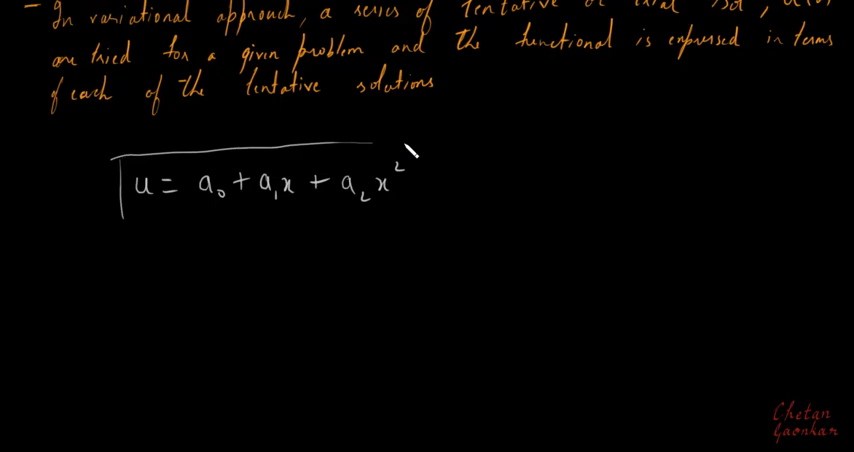 - In variational approach, a series of tentative
are tried for a given problem and the functional is expressed in terms
of each of the tentative solutions
u = a₀ + a₁x + a₂x²
Chetan
Gaonkar